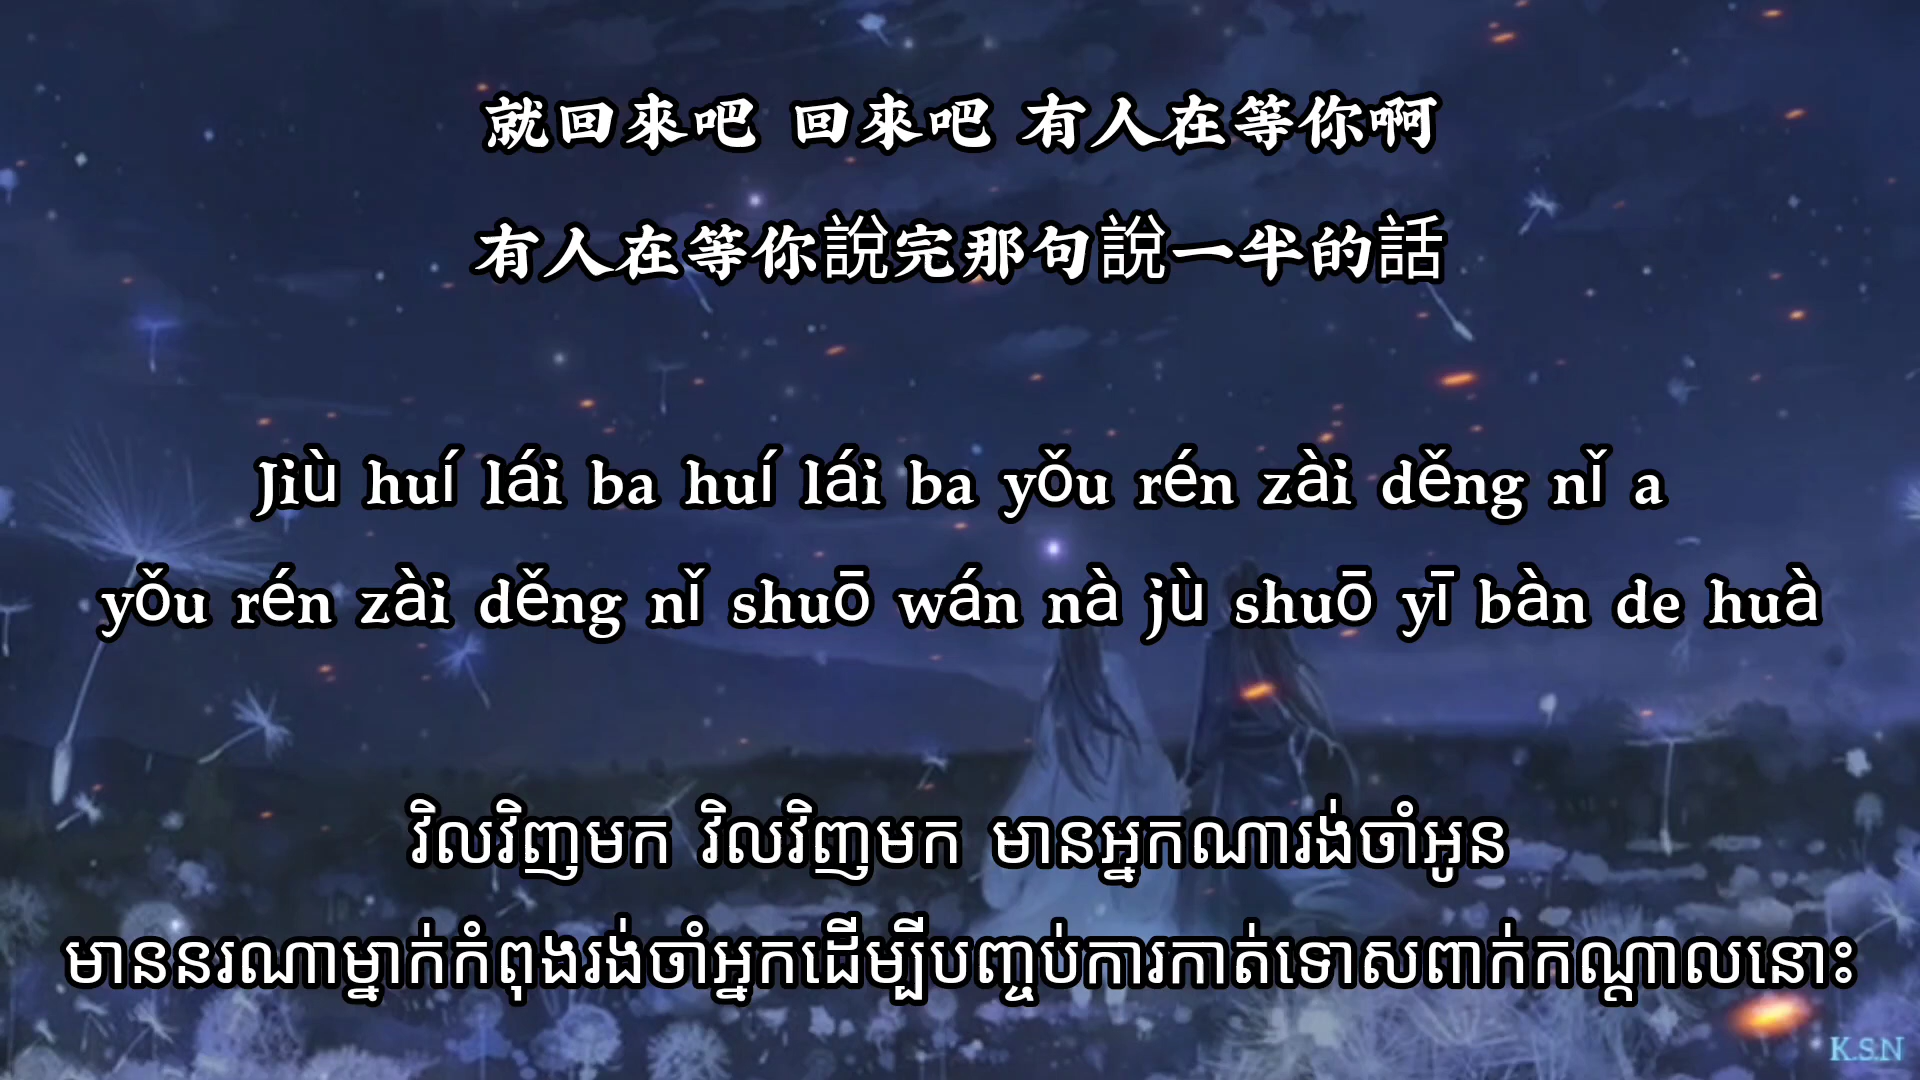 就回來吧 回來吧 有人在等你啊
有人在等你說完那句說一半的話
Jiù huí lái ba huí lái ba yǒu rén zài děng nǐ a
yǒu rén zài děng nǐ shuō wán nà jù shuō yī bàn de huà
វិលវិញមក វិលវិញមក មានអ្នកណារង់ចាំអូន
មាននរណាម្នាក់កំពុងរង់ចាំអ្នកដើម្បីបញ្ចប់ការកាត់ទោសពាក់កណ្ដាលនោះ
K.S.N